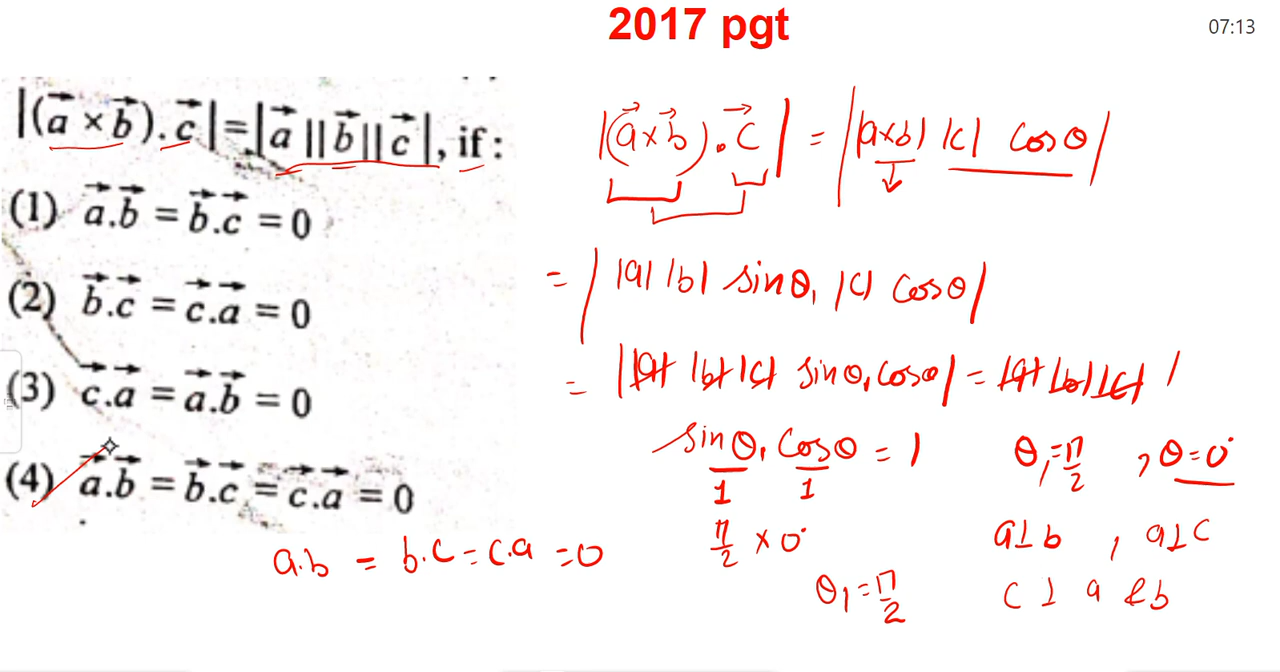 2017 pgt
07:13
|(a⃗ × b⃗). c⃗ | = |a⃗ || b⃗ || c⃗ |, if :
(1) a⃗.b⃗ = b⃗.c⃗ = 0
(2) b⃗.c⃗ = c⃗.a⃗ = 0
(3) c⃗.a⃗ = a⃗.b⃗ = 0
(4) a⃗.b⃗ = b⃗.c⃗ = c⃗.a⃗ = 0
a.b = b.c = c.a = 0
|(a⃗×b⃗).c⃗| = ||a×b| |c| cosθ|
= ||a| |b| sinθ₁ |c| cosθ|
= ||a| |b| |c| sinθ₁ cosθ| = |a| |b| |c| 1
sinθ₁ cosθ = 1 θ₁=π/2 , θ=0°
1 1
π/2 × 0° a⊥b , a⊥c
θ₁=π/2 c ⊥ a & b